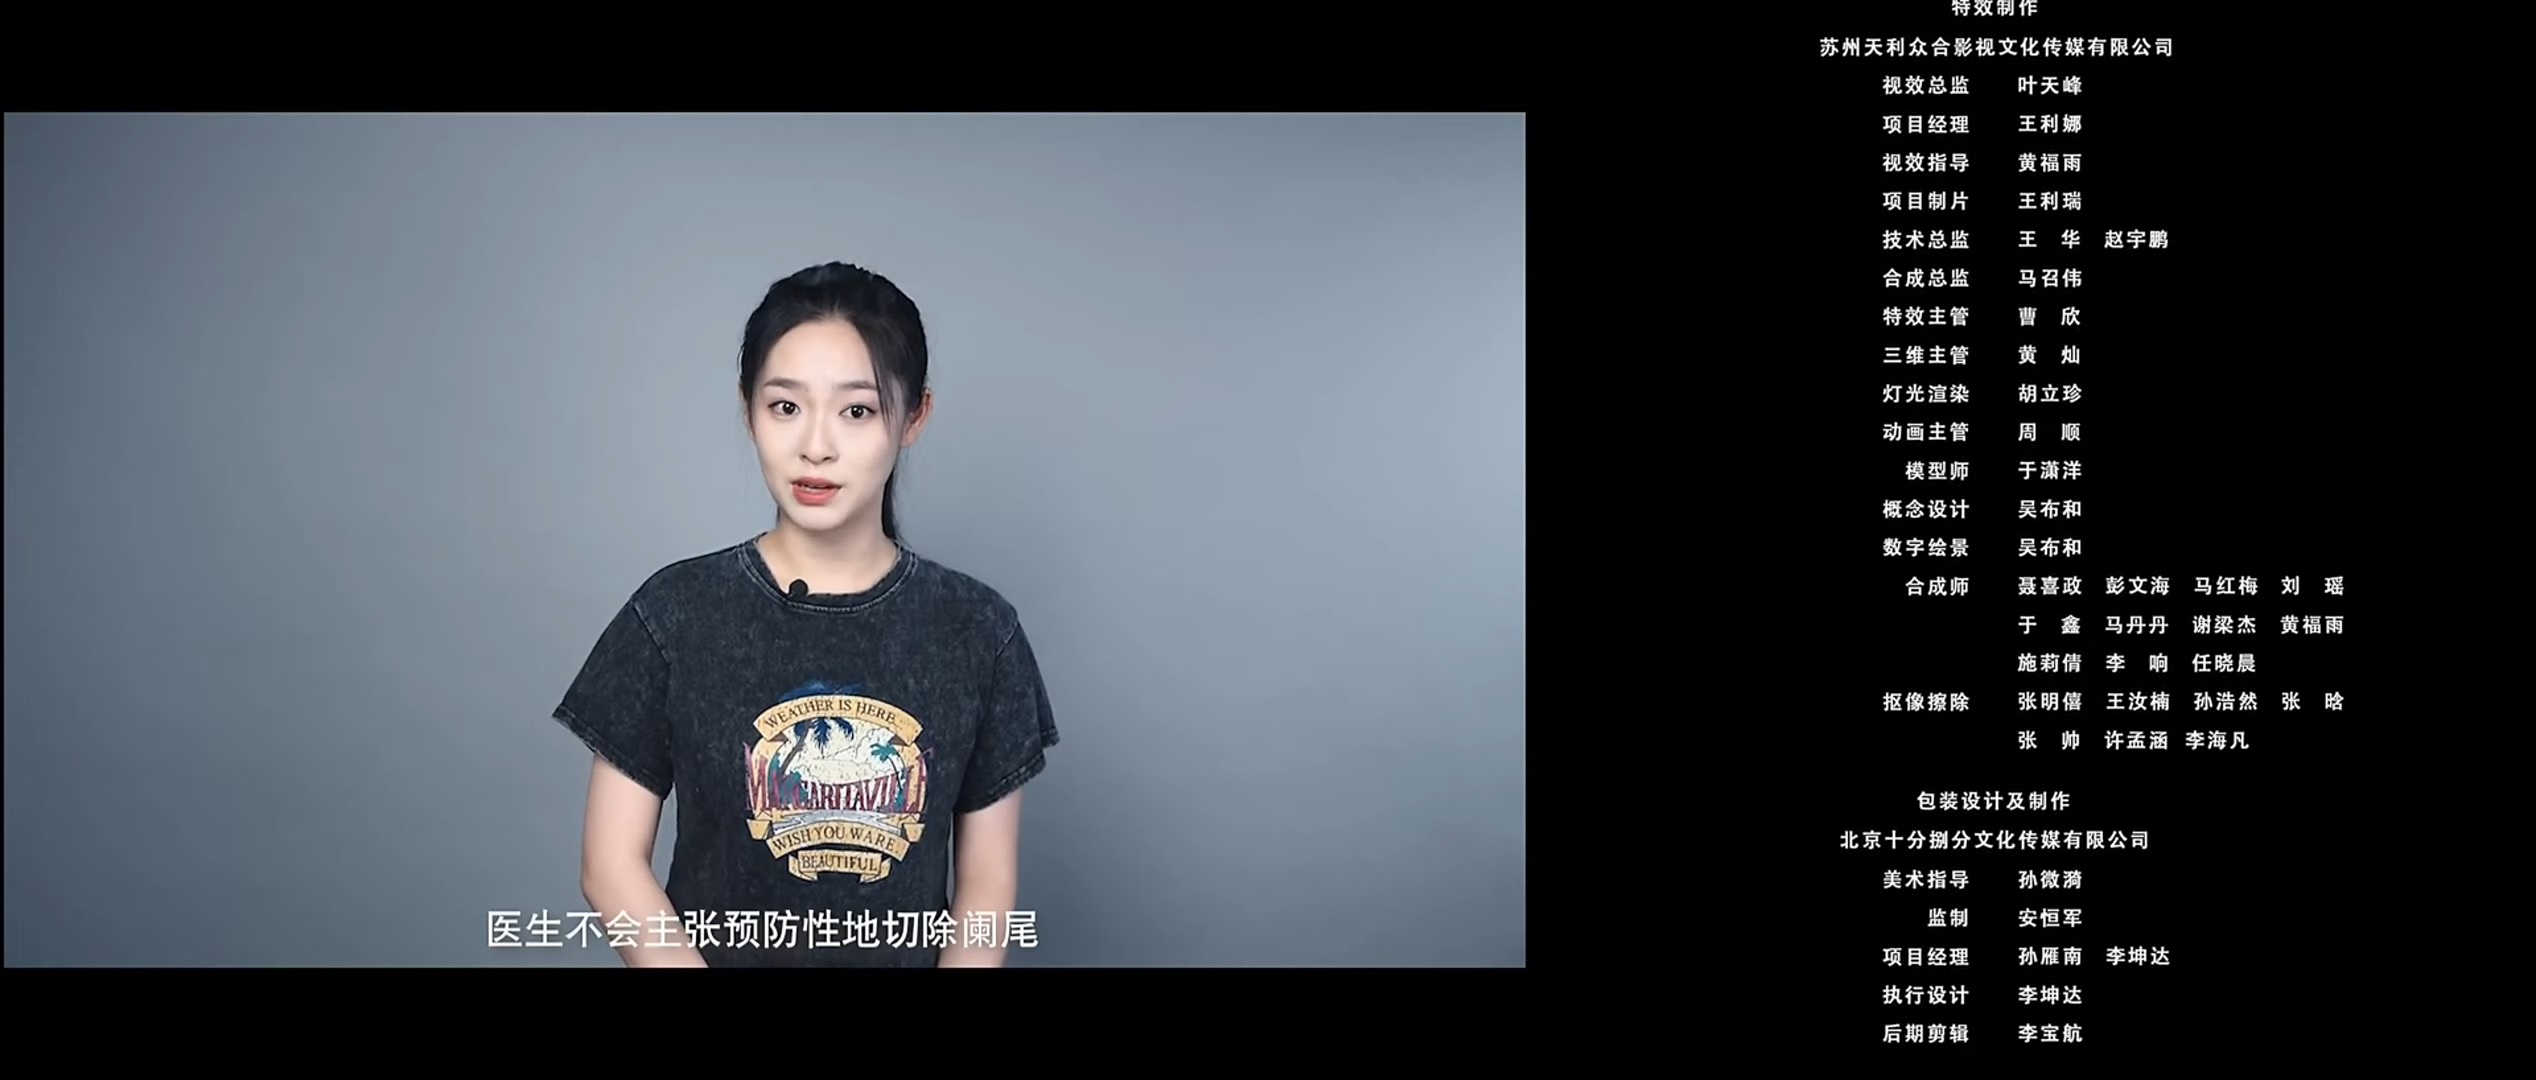 WEATHER IS HERE
MARGARITAVILLE
WISH YOU WARE
BEAUTIFUL
医生不会主张预防性地切除阑尾
特效制作
苏州天利众合影视文化传媒有限公司
视效总监 叶天峰
项目经理 王利娜
视效指导 黄福雨
项目制片 王利瑞
技术总监 王 华 赵宇鹏
合成总监 马召伟
特效主管 曹 欣
三维主管 黄 灿
灯光渲染 胡立珍
动画主管 周 顺
模型师 于潇洋
概念设计 吴布和
数字绘景 吴布和
合成师 聂喜政 彭文海 马红梅 刘 瑶
于 鑫 马丹丹 谢梁杰 黄福雨
施莉倩 李 响 任晓晨
抠像擦除 张明僖 王汝楠 孙浩然 张 晗
张 帅 许孟涵 李海凡
包装设计及制作
北京十分捌分文化传媒有限公司
美术指导 孙微漪
监制 安恒军
项目经理 孙雁南 李坤达
执行设计 李坤达
后期剪辑 李宝航